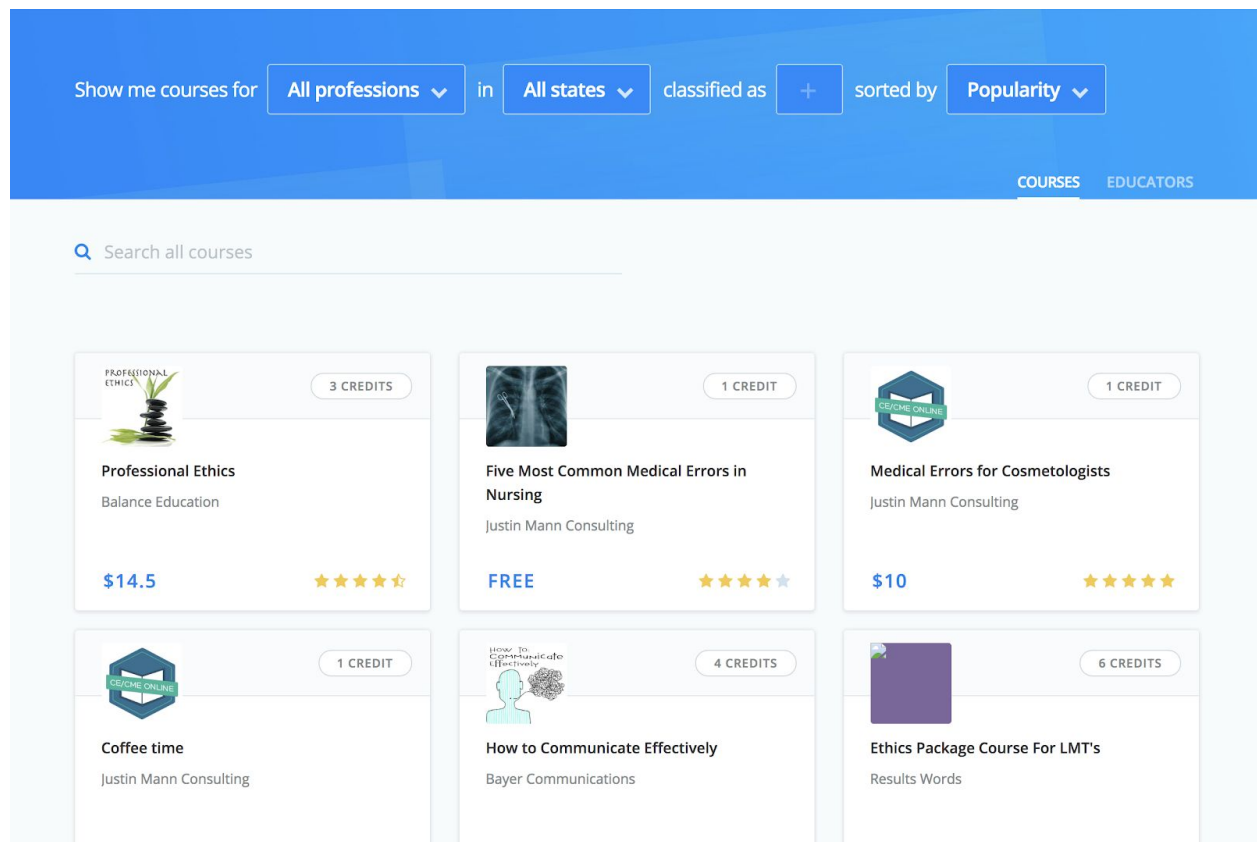 Show me courses for All professions in All states classified as + sorted by Popularity
COURSES EDUCATORS
Search all courses
PROFESSIONAL
ETHICS
3 CREDITS
Professional Ethics
Balance Education
$14.5
1 CREDIT
Five Most Common Medical Errors in
Nursing
Justin Mann Consulting
FREE
CE/CME ONLINE
1 CREDIT
Medical Errors for Cosmetologists
Justin Mann Consulting
$10
CE/CME ONLINE
1 CREDIT
Coffee time
Justin Mann Consulting
How To
Communicate
Effectively
4 CREDITS
How to Communicate Effectively
Bayer Communications
6 CREDITS
Ethics Package Course For LMT's
Results Words